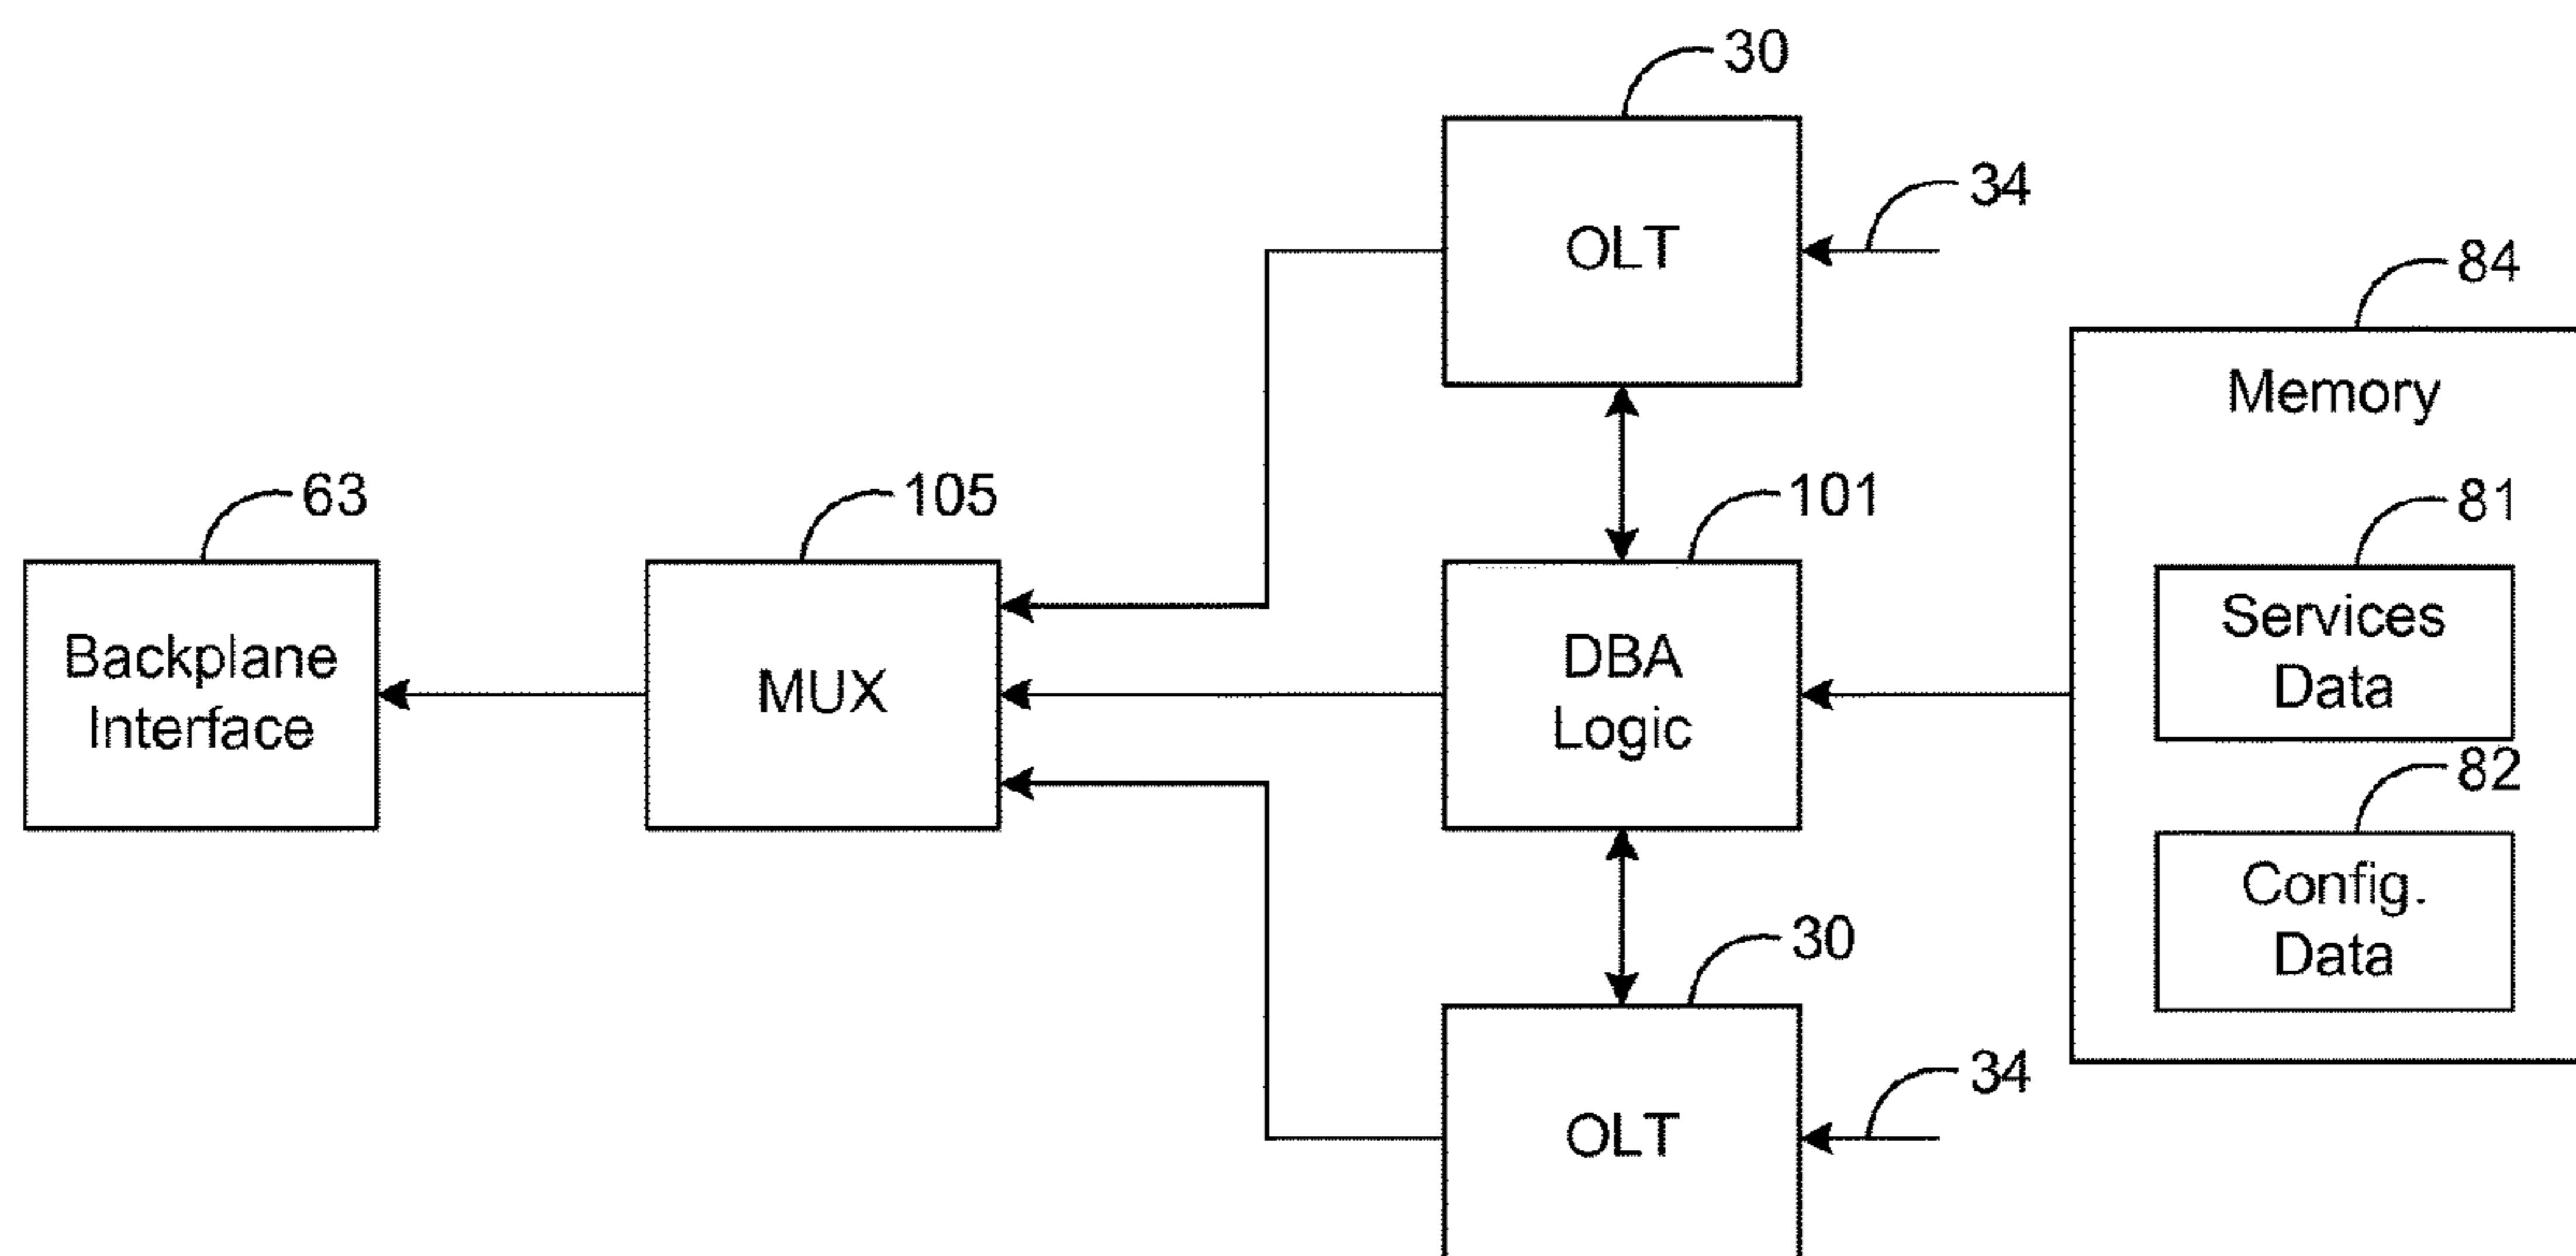 30
OLT
34
84
Memory
63
105
101
81
Backplane
Interface
MUX
DBA
Logic
Services
Data
82
Config.
Data
30
OLT
34